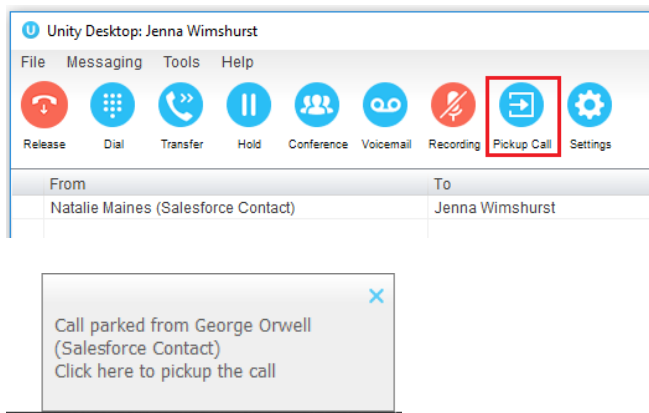 U Unity Desktop: Jenna Wimshurst
File Messaging Tools Help
Release Dial Transfer Hold Conference Voicemail Recording Pickup Call Settings
From To
Natalie Maines (Salesforce Contact) Jenna Wimshurst
Call parked from George Orwell
(Salesforce Contact)
Click here to pickup the call